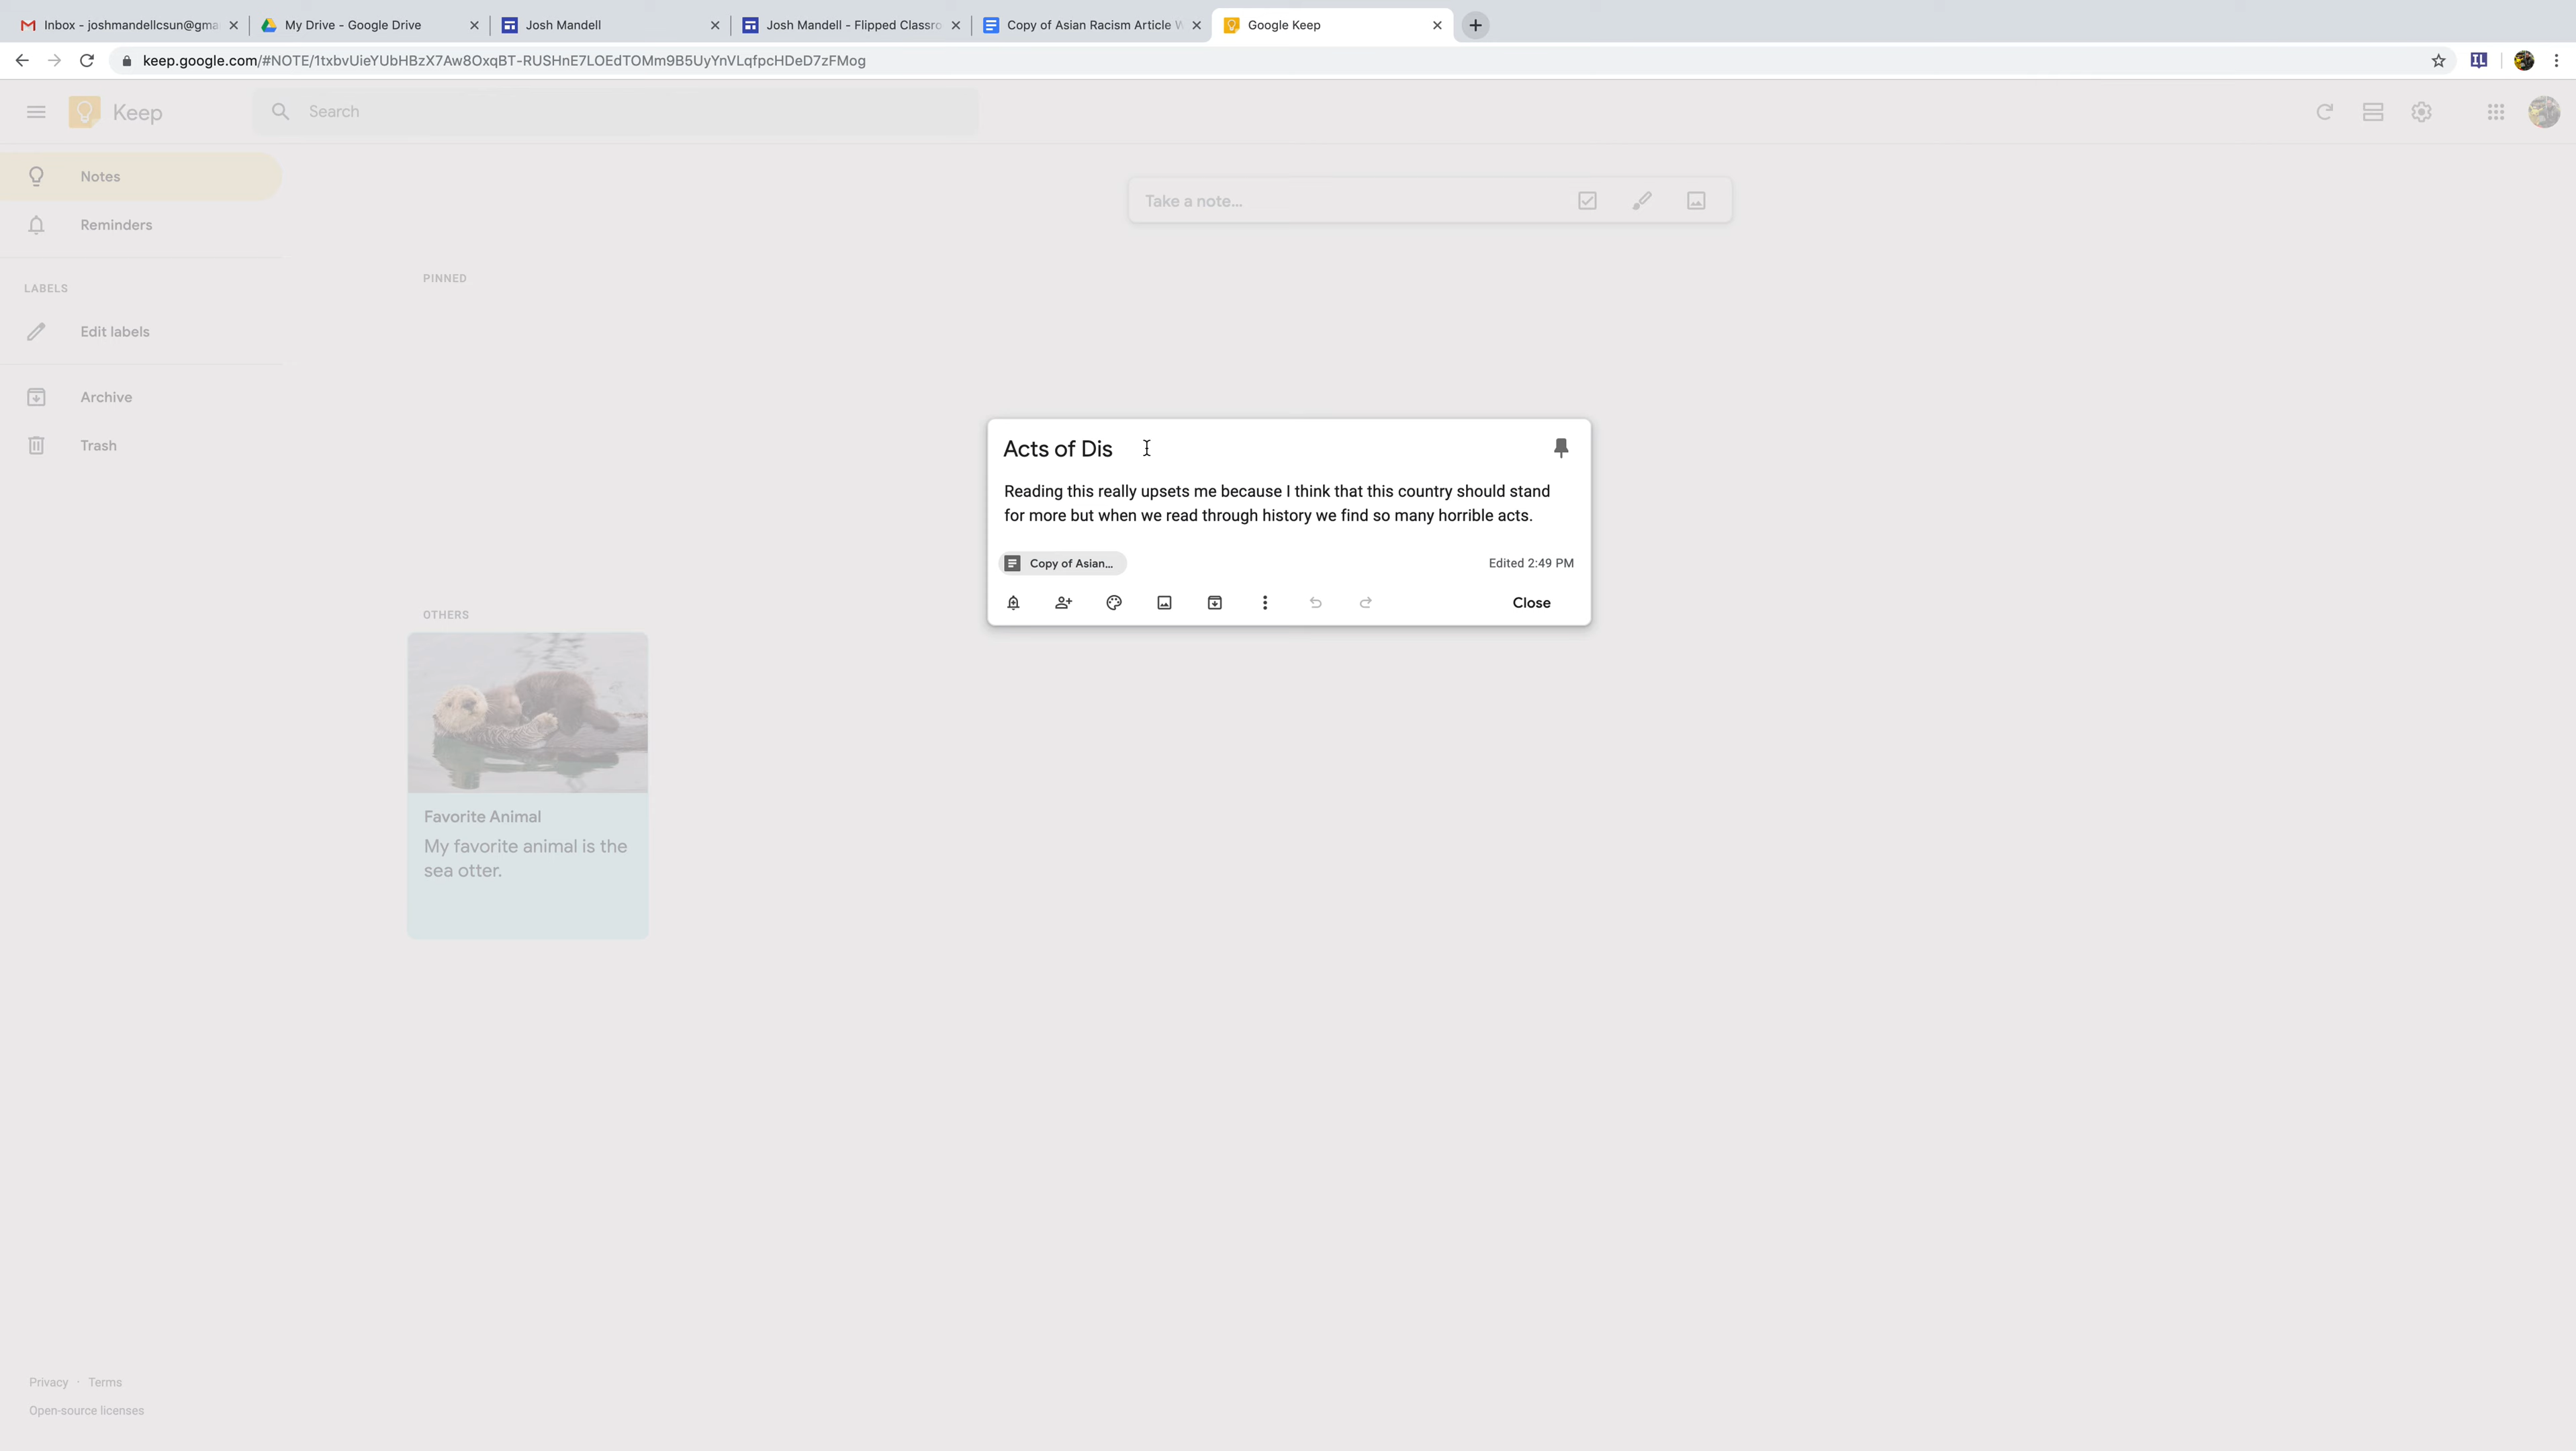 Inbox - joshmandellcsun@gma
My Drive - Google Drive
Josh Mandell
Josh Mandell - Flipped Classro
Copy of Asian Racism Article W
Google Keep
keep.google.com/#NOTE/1txbvUieYUbHBzX7Aw8OxqBT-RUSHnE7LOEdTOMm9B5UyYnVLqfpcHDeD7zFMog
IL
Keep
Search
Notes
Reminders
LABELS
Edit labels
Archive
Trash
Take a note...
PINNED
Acts of Dis
Reading this really upsets me because I think that this country should stand
for more but when we read through history we find so many horrible acts.
Copy of Asian...
Edited 2:49 PM
Close
OTHERS
Favorite Animal
My favorite animal is the
sea otter.
Privacy · Terms
Open-source licenses